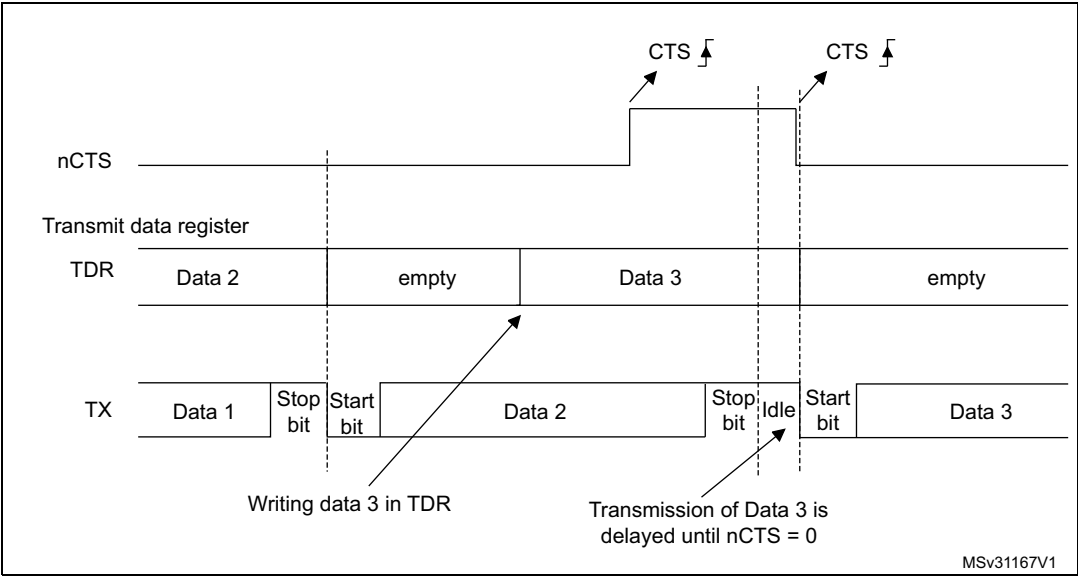 CTS CTS
nCTS
Transmit data register
TDR Data 2 empty Data 3 empty
TX Data 1 Stop bit Start bit Data 2 Stop bit Idle Start bit Data 3
Writing data 3 in TDR
Transmission of Data 3 is
delayed until nCTS = 0
MSv31167V1